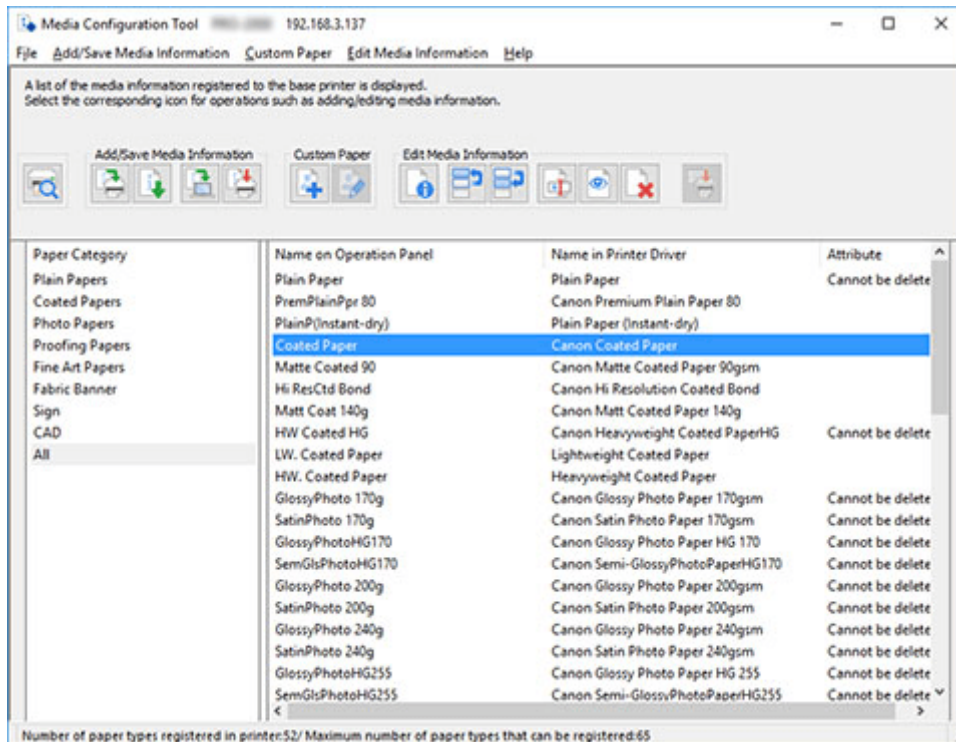 Media Configuration Tool 192.168.3.137
File Add/Save Media Information Custom Paper Edit Media Information Help
A list of the media information registered to the base printer is displayed.
Select the corresponding icon for operations such as adding/editing media information.
Add/Save Media Information Custom Paper Edit Media Information
Paper Category Name on Operation Panel Name in Printer Driver Attribute
Plain Papers Plain Paper Plain Paper Cannot be delete
Coated Papers PremPlainPpr 80 Canon Premium Plain Paper 80
Photo Papers PlainP(Instant-dry) Plain Paper (Instant-dry)
Proofing Papers Coated Paper Canon Coated Paper
Fine Art Papers Matte Coated 90 Canon Matte Coated Paper 90gsm
Fabric Banner Hi ResCtd Bond Canon Hi Resolution Coated Bond
Sign Matt Coat 140g Canon Matt Coated Paper 140g
CAD HW Coated HG Canon Heavyweight Coated PaperHG Cannot be delete
All LW. Coated Paper Lightweight Coated Paper
HW. Coated Paper Heavyweight Coated Paper
GlossyPhoto 170g Canon Glossy Photo Paper 170gsm Cannot be delete
SatinPhoto 170g Canon Satin Photo Paper 170gsm Cannot be delete
GlossyPhotoHG170 Canon Glossy Photo Paper HG 170 Cannot be delete
SemGlsPhotoHG170 Canon Semi-GlossyPhotoPaperHG170 Cannot be delete
GlossyPhoto 200g Canon Glossy Photo Paper 200gsm Cannot be delete
SatinPhoto 200g Canon Satin Photo Paper 200gsm Cannot be delete
GlossyPhoto 240g Canon Glossy Photo Paper 240gsm Cannot be delete
SatinPhoto 240g Canon Satin Photo Paper 240gsm Cannot be delete
GlossyPhotoHG255 Canon Glossy Photo Paper HG 255 Cannot be delete
SemGlsPhotoHG255 Canon Semi-GlossyPhotoPaperHG255 Cannot be delete
Number of paper types registered in printer:52/ Maximum number of paper types that can be registered:65